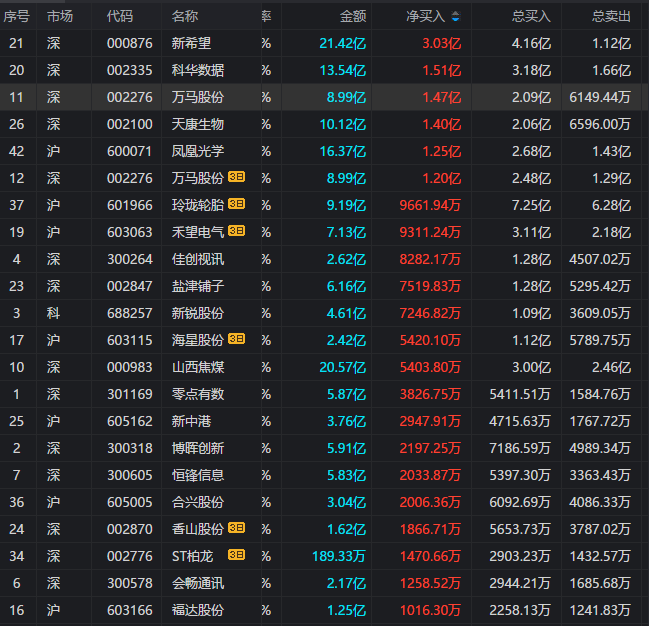 序号 市场 代码 名称 率 金额 净买入 总买入 总卖出
21 深 000876 新希望 % 21.42亿 3.03亿 4.16亿 1.12亿
20 深 002335 科华数据 % 13.54亿 1.51亿 3.18亿 1.66亿
11 深 002276 万马股份 % 8.99亿 1.47亿 2.09亿 6149.44万
26 深 002100 天康生物 % 10.12亿 1.40亿 2.06亿 6596.00万
42 沪 600071 凤凰光学 % 16.37亿 1.25亿 2.68亿 1.43亿
12 深 002276 万马股份 3日 % 8.99亿 1.20亿 2.48亿 1.29亿
37 沪 601966 玲珑轮胎 3日 % 9.19亿 9661.94万 7.25亿 6.28亿
19 沪 603063 禾望电气 3日 % 7.13亿 9311.24万 3.11亿 2.18亿
4 深 300264 佳创视讯 % 2.62亿 8282.17万 1.28亿 4507.02万
23 深 002847 盐津铺子 % 6.16亿 7519.83万 1.28亿 5295.42万
3 科 688257 新锐股份 % 4.61亿 7246.82万 1.09亿 3609.05万
17 沪 603115 海星股份 3日 % 2.42亿 5420.10万 1.12亿 5789.75万
10 深 000983 山西焦煤 % 20.57亿 5403.80万 3.00亿 2.46亿
1 深 301169 零点有数 % 5.87亿 3826.75万 5411.51万 1584.76万
25 沪 605162 新中港 % 3.76亿 2947.91万 4715.63万 1767.72万
2 深 300318 博晖创新 % 5.91亿 2197.25万 7186.59万 4989.34万
7 深 300605 恒锋信息 % 5.83亿 2033.87万 5397.30万 3363.43万
36 沪 605005 合兴股份 % 3.04亿 2006.36万 6092.69万 4086.33万
24 深 002870 香山股份 3日 % 1.62亿 1866.71万 5653.73万 3787.02万
34 深 002776 ST柏龙 3日 % 189.33万 1470.66万 2903.23万 1432.57万
6 深 300578 会畅通讯 % 2.17亿 1258.52万 2944.21万 1685.68万
16 沪 603166 福达股份 % 1.25亿 1016.30万 2258.13万 1241.83万